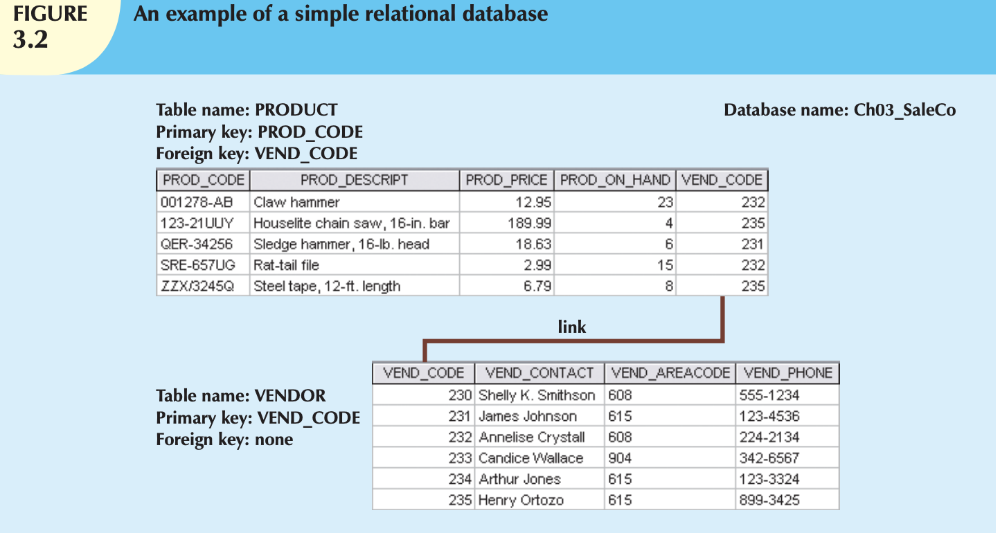 FIGURE 3.2
An example of a simple relational database
Table name: PRODUCT
Database name: Ch03_SaleCo
Primary key: PROD_CODE
Foreign key: VEND_CODE
PROD_CODE PROD_DESCRIPT PROD_PRICE PROD_ON_HAND VEND_CODE
001278-AB Claw hammer 12.95 23 232
123-21UUY Houselite chain saw, 16-in. bar 189.99 4 235
QER-34256 Sledge hammer, 16-lb. head 18.63 6 231
SRE-657UG Rat-tail file 2.99 15 232
ZZX/3245Q Steel tape, 12-ft. length 6.79 8 235
link
Table name: VENDOR
Primary key: VEND_CODE
Foreign key: none
VEND_CODE VEND_CONTACT VEND_AREACODE VEND_PHONE
230 Shelly K. Smithson 608 555-1234
231 James Johnson 615 123-4536
232 Annelise Crystall 608 224-2134
233 Candice Wallace 904 342-6567
234 Arthur Jones 615 123-3324
235 Henry Ortozo 615 899-3425